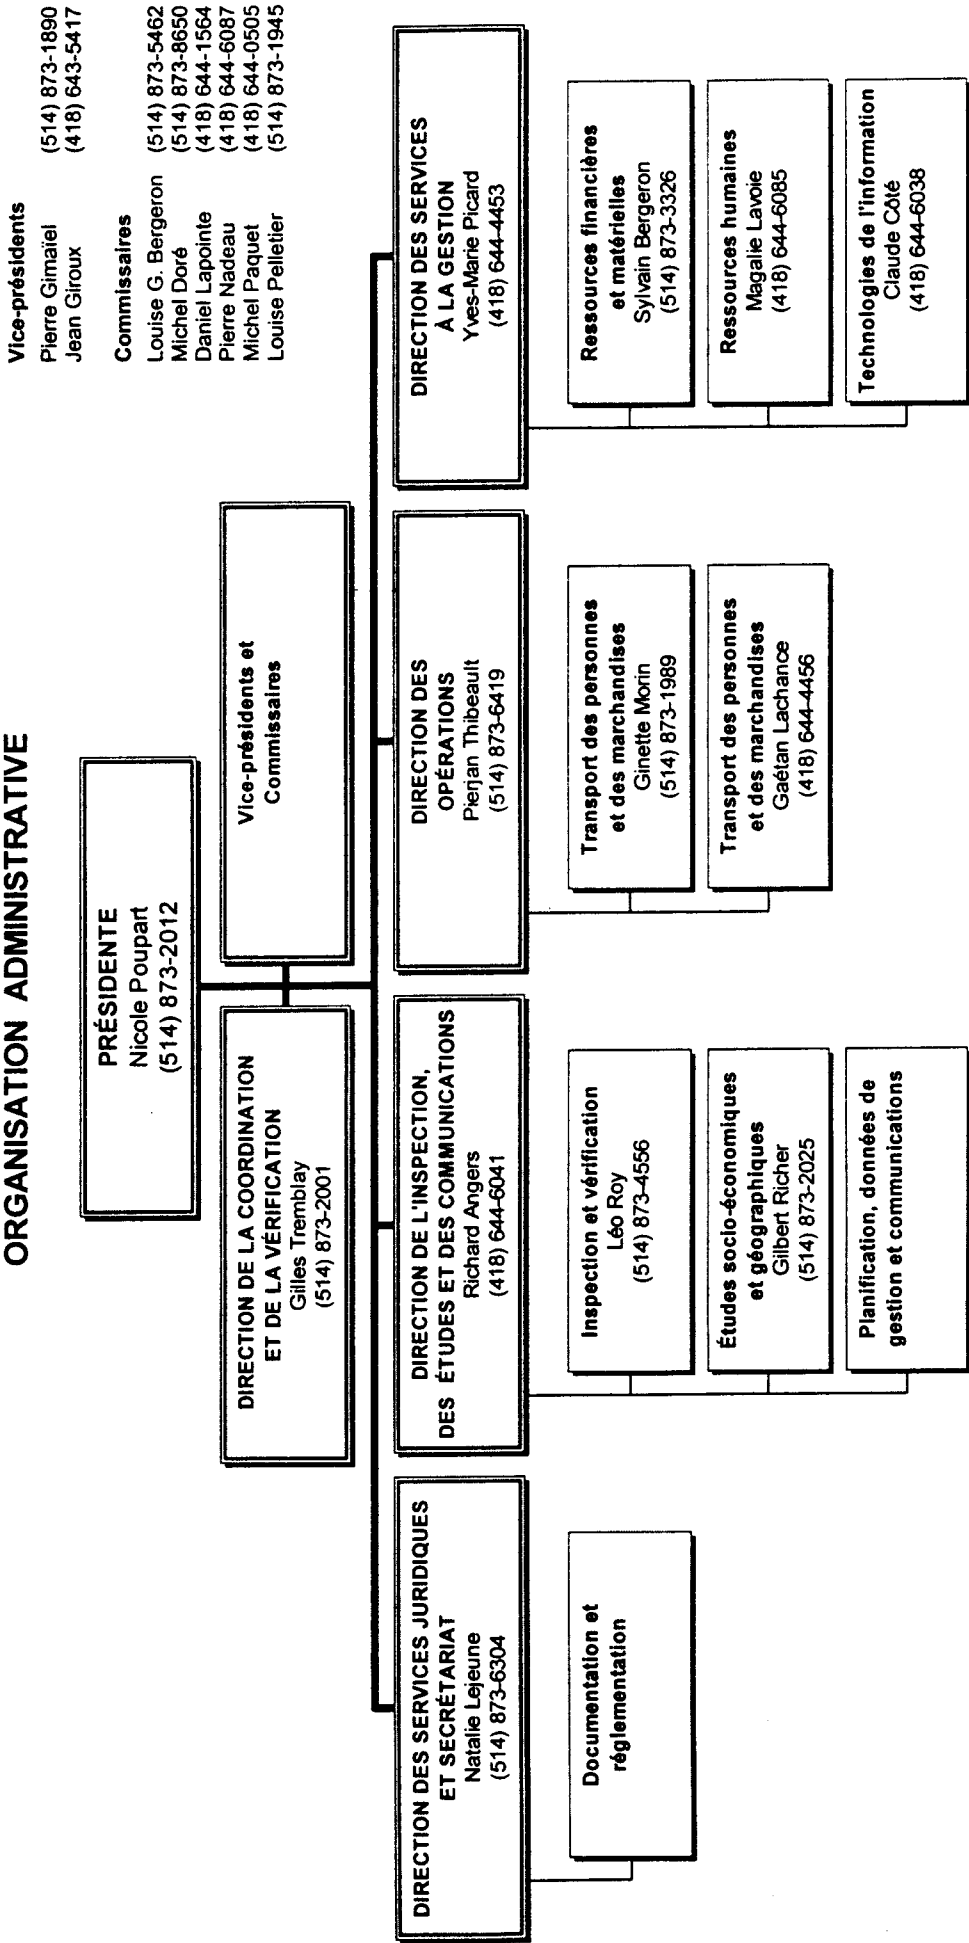 ORGANISATION ADMINISTRATIVE
Vice-présidents
Pierre Gimaïel (514) 873-1890
Jean Giroux (418) 643-5417
Commissaires
Louise G. Bergeron (514) 873-5462
Michel Doré (514) 873-8650
Daniel Lapointe (418) 644-1564
Pierre Nadeau (418) 644-6087
Michel Paquet (418) 644-0505
Louise Pelletier (514) 873-1945
PRÉSIDENTE
Nicole Poupart
(514) 873-2012
DIRECTION DE LA COORDINATION
ET DE LA VÉRIFICATION
Gilles Tremblay
(514) 873-2001
Vice-présidents et
Commissaires
DIRECTION DES SERVICES JURIDIQUES
ET SECRÉTARIAT
Natalie Lejeune
(514) 873-6304
Documentation et
réglementation
DIRECTION DE L'INSPECTION,
DES ÉTUDES ET DES COMMUNICATIONS
Richard Angers
(418) 644-6041
Inspection et vérification
Léo Roy
(514) 873-4556
Études socio-économiques
et géographiques
Gilbert Richer
(514) 873-2025
Planification, données de
gestion et communications
DIRECTION DES
OPÉRATIONS
Pierjan Thibeault
(514) 873-6419
Transport des personnes
et des marchandises
Ginette Morin
(514) 873-1989
Transport des personnes
et des marchandises
Gaétan Lachance
(418) 644-4456
DIRECTION DES SERVICES
À LA GESTION
Yves-Marie Picard
(418) 644-4453
Ressources financières
et matérielles
Sylvain Bergeron
(514) 873-3326
Ressources humaines
Magalie Lavoie
(418) 644-6085
Technologies de l'information
Claude Côté
(418) 644-6038